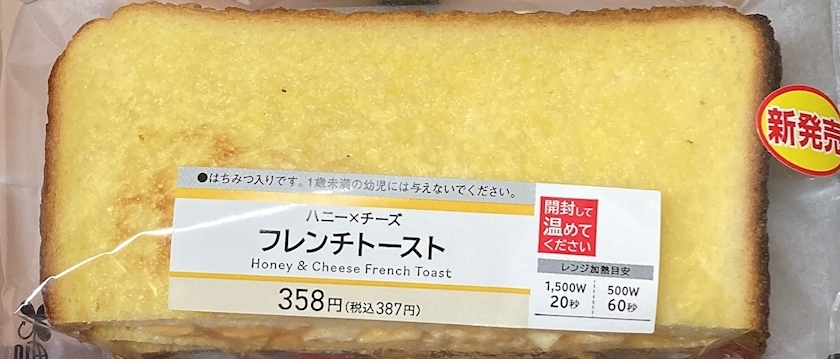 ●はちみつ入りです。1歳未満の幼児には与えないでください。
ハニー×チーズ
フレンチトースト
Honey & Cheese French Toast
358円(税込387円)
開封して
温めて
ください
レンジ加熱目安
1,500W 500W
20秒 60秒
新発売